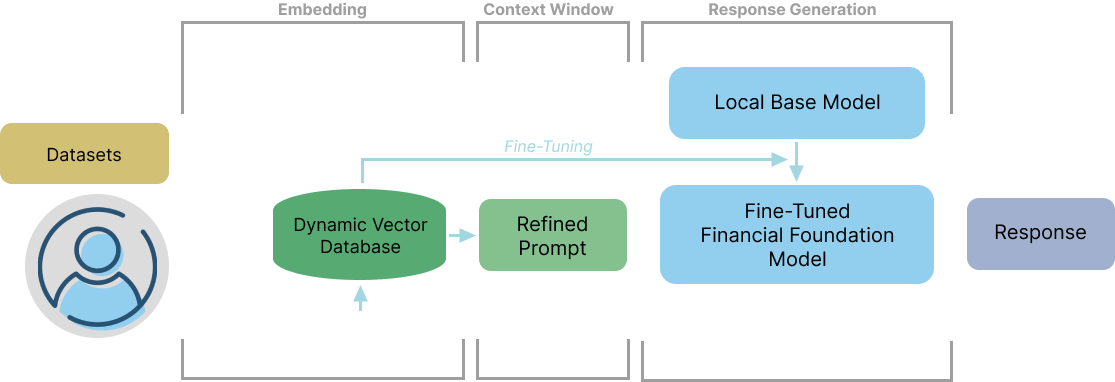 Embedding
Context Window
Response Generation
Local Base Model
Datasets
Fine-Tuning
Dynamic Vector
Database
Refined
Prompt
Fine-Tuned
Financial Foundation
Model
Response